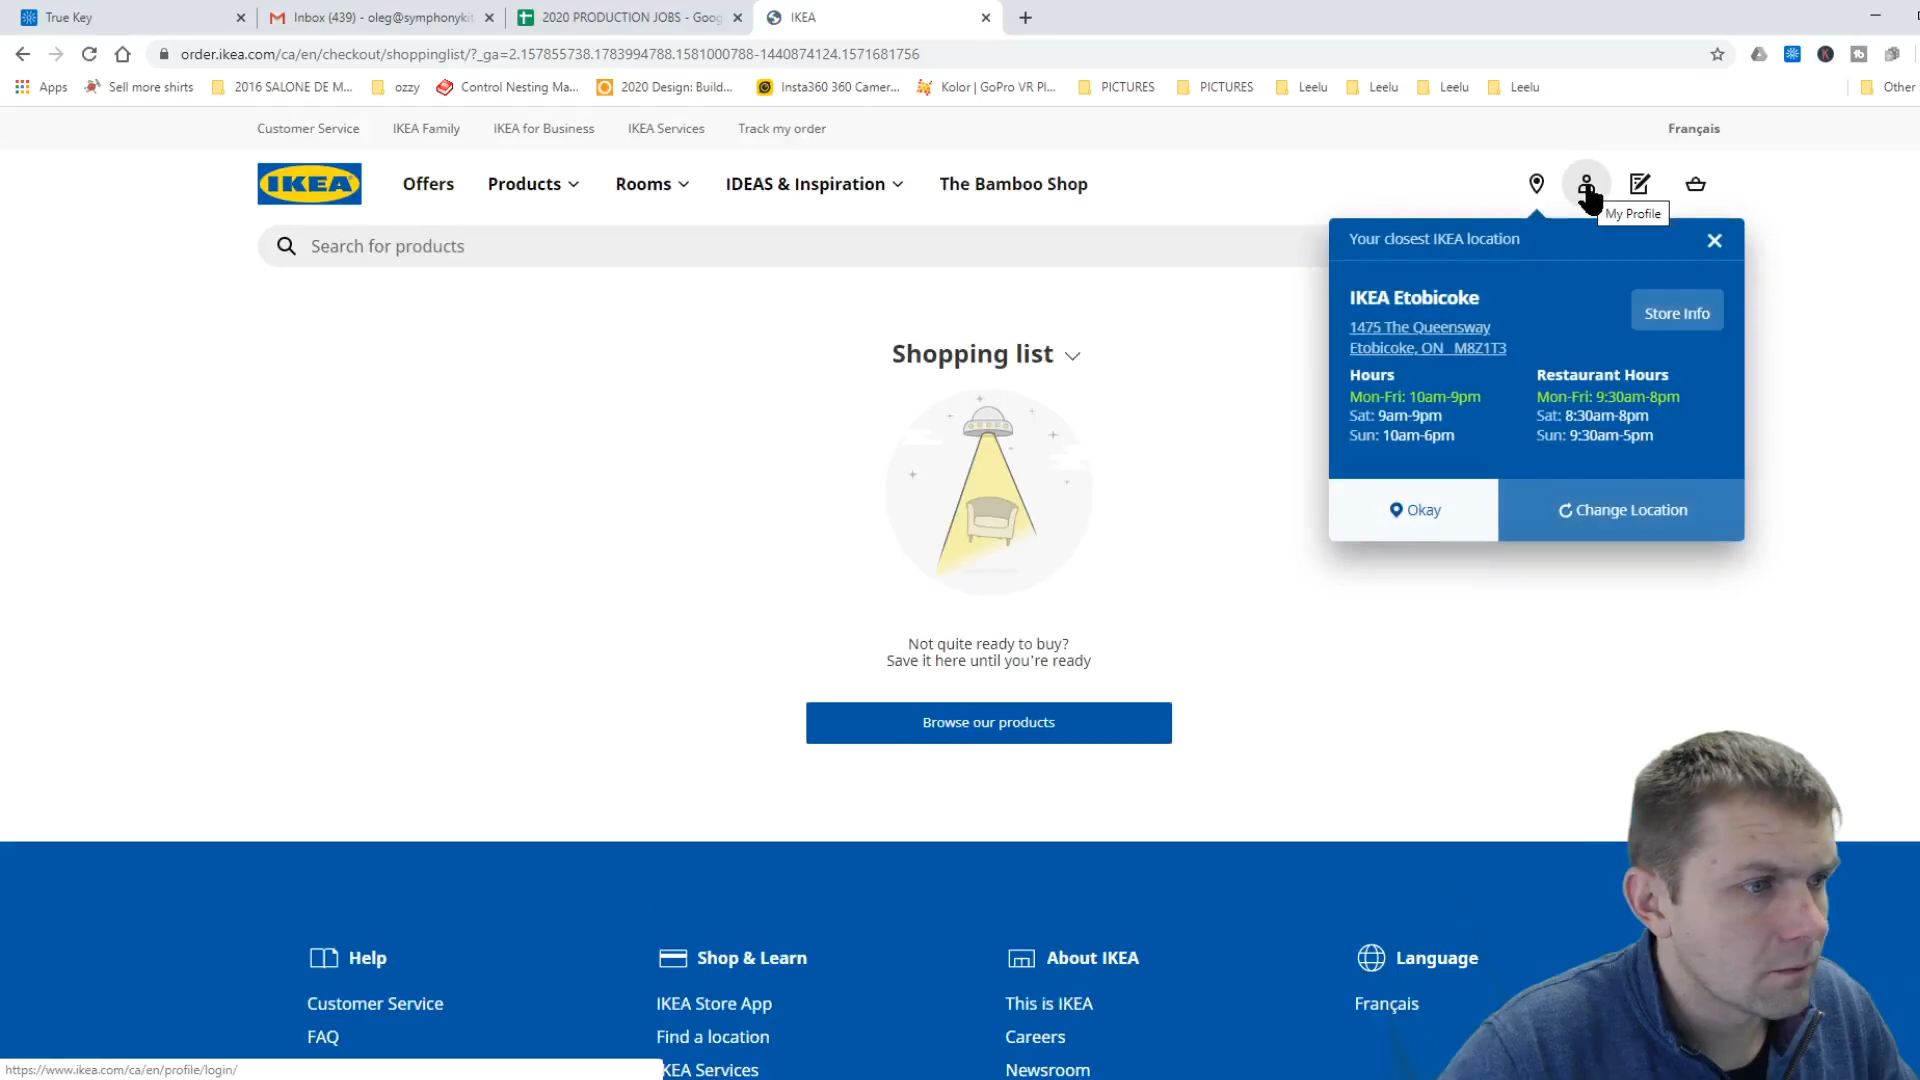 True Key
Inbox (439) - oleg@symphonykit
2020 PRODUCTION JOBS - Goog
IKEA
order.ikea.com/ca/en/checkout/shoppinglist/?_ga=2.157855738.1783994788.1581000788-1440874124.1571681756
Apps
Sell more shirts
2016 SALONE DE M...
ozzy
Control Nesting Ma...
2020 Design: Build...
Insta360 360 Camer...
Kolor | GoPro VR Pl...
PICTURES
PICTURES
Leelu
Leelu
Leelu
Leelu
Other
Customer Service
IKEA Family
IKEA for Business
IKEA Services
Track my order
Français
IKEA
Offers
Products
Rooms
IDEAS & Inspiration
The Bamboo Shop
My Profile
Search for products
Your closest IKEA location
IKEA Etobicoke
Store Info
1475 The Queensway
Etobicoke, ON M8Z1T3
Hours
Mon-Fri: 10am-9pm
Sat: 9am-9pm
Sun: 10am-6pm
Restaurant Hours
Mon-Fri: 9:30am-8pm
Sat: 8:30am-8pm
Sun: 9:30am-5pm
Okay
Change Location
Shopping list
Not quite ready to buy?
Save it here until you're ready
Browse our products
Help
Customer Service
FAQ
Shop & Learn
IKEA Store App
Find a location
IKEA Services
About IKEA
This is IKEA
Careers
Newsroom
Language
Français
https://www.ikea.com/ca/en/profile/login/